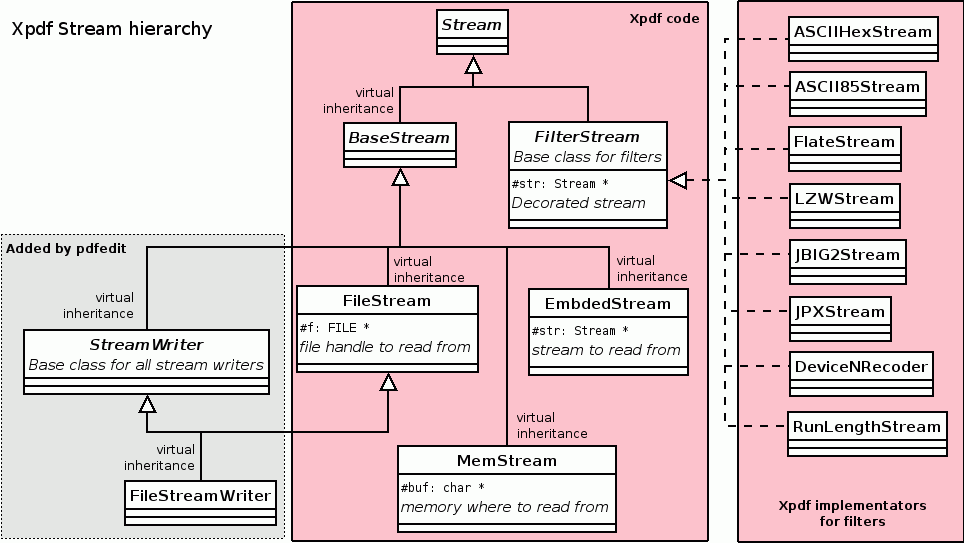 Xpdf Stream hierarchy
Xpdf code
Stream
virtual
inheritance
BaseStream
FilterStream
Base class for filters
#str: Stream *
Decorated stream
Added by pdfedit
virtual
inheritance
StreamWriter
Base class for all stream writers
virtual
inheritance
FileStream
#f: FILE *
file handle to read from
virtual
inheritance
EmbdedStream
#str: Stream *
stream to read from
virtual
inheritance
FileStreamWriter
virtual
inheritance
MemStream
#buf: char *
memory where to read from
ASCIIHexStream
ASCII85Stream
FlateStream
LZWStream
JBIG2Stream
JPXStream
DeviceNRecoder
RunLengthStream
Xpdf implementators
for filters